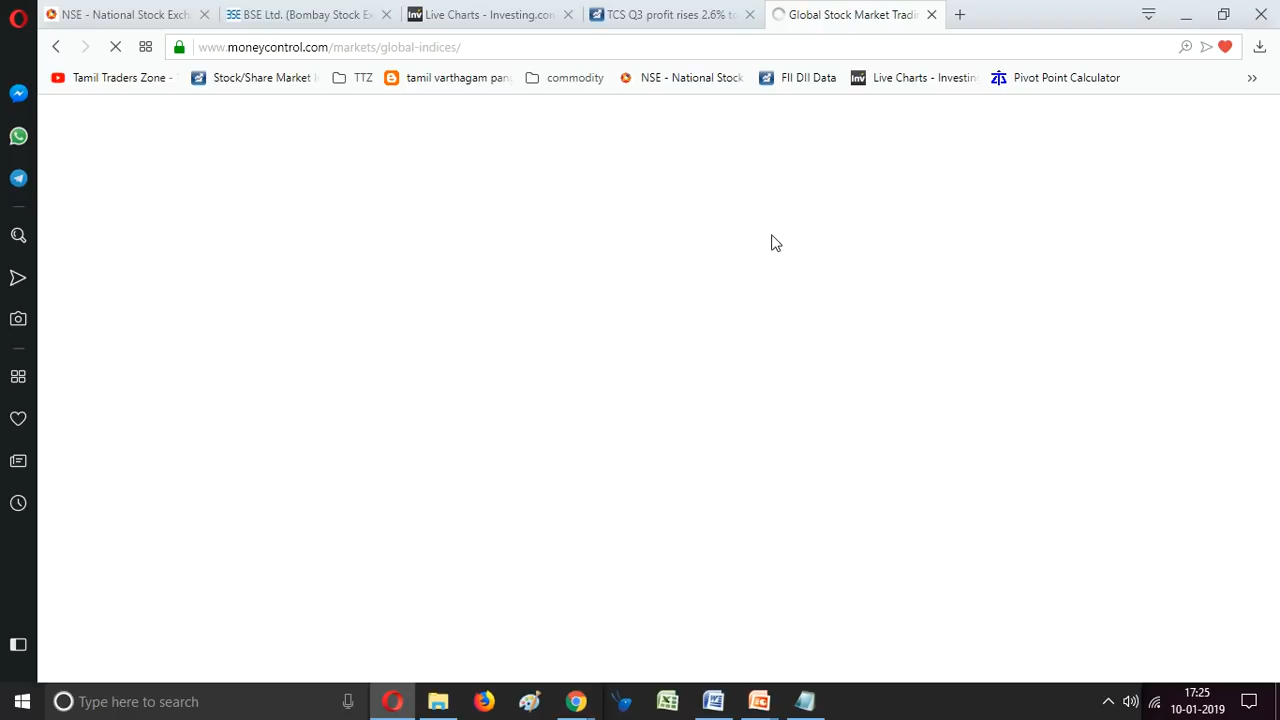 NSE - National Stock Exch
BSE Ltd. (Bombay Stock Ex
Live Charts - Investing.con
TCS Q3 profit rises 2.6% to
Global Stock Market Tradi
www.moneycontrol.com/markets/global-indices/
Tamil Traders Zone -
Stock/Share Market
TTZ
tamil varthagam pan
commodity
NSE - National Stock
FII DII Data
Inv
Live Charts - Investin
Pivot Point Calculator
Type here to search
17:25
10-01-2019